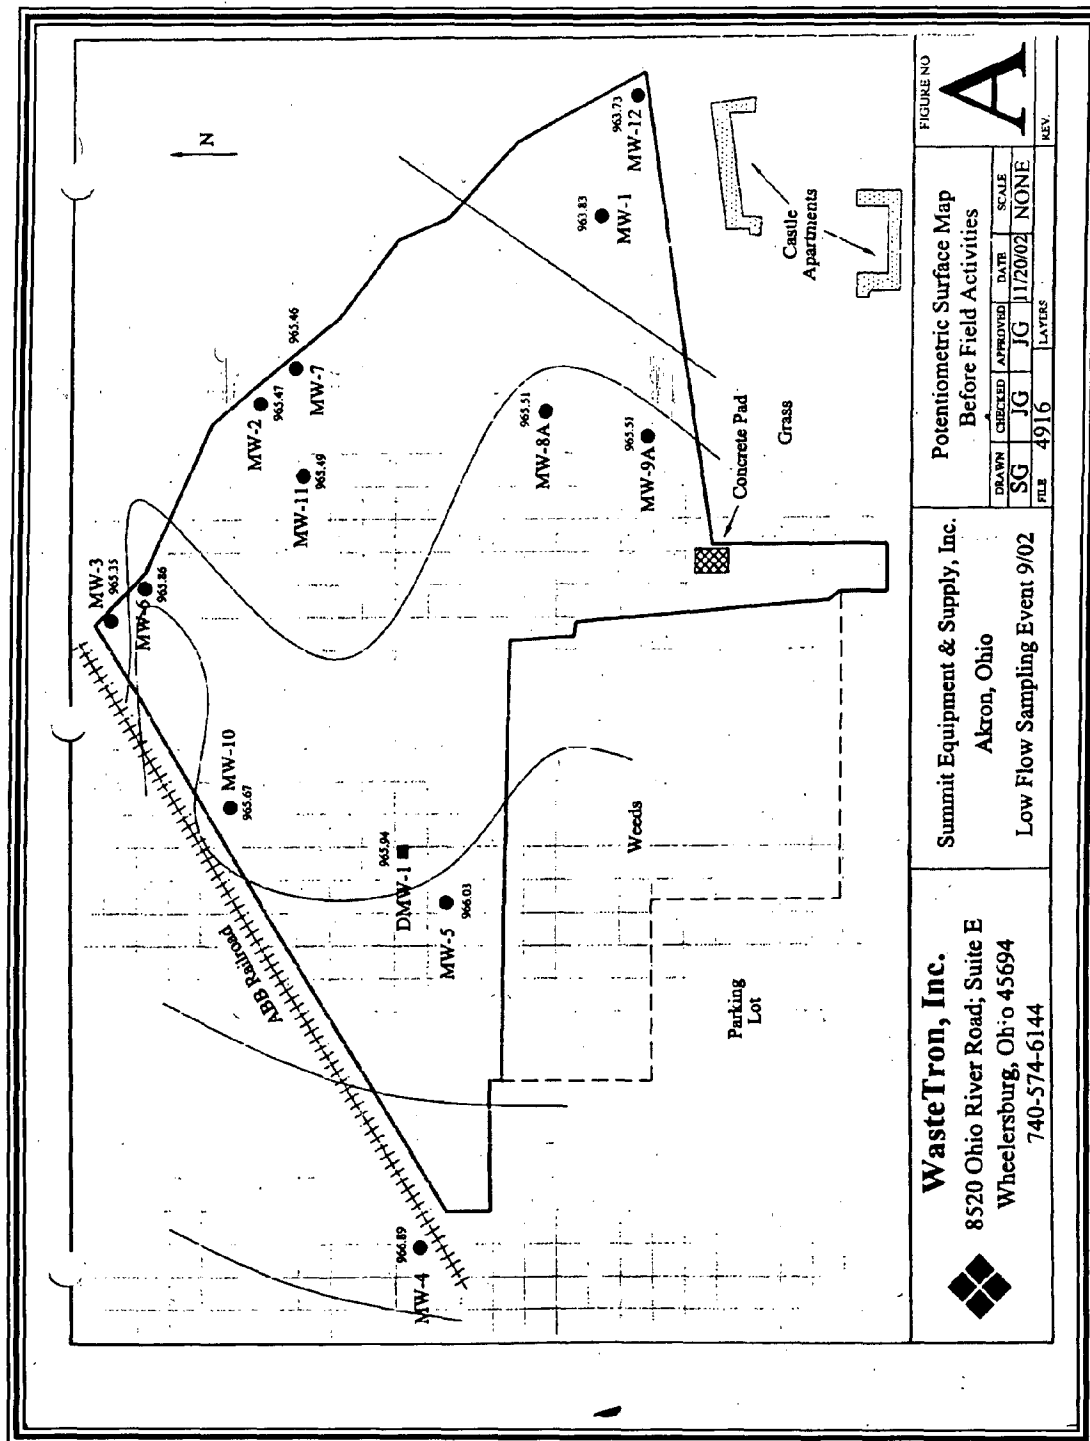 N
MW-3
965.35
MW-6
965.86
MW-2
965.47
965.46
MW-7
MW-11
965.49
MW-10
965.67
ABB Railroad
DMW-1
965.94
MW-5
966.03
MW-4
966.89
MW-8A
965.51
MW-9A
965.51
963.83
MW-1
963.73
MW-12
Castle
Apartments
Concrete Pad
Grass
Weeds
Parking
Lot
WasteTron, Inc.
8520 Ohio River Road; Suite E
Wheelersburg, Ohio 45694
740-574-6144
Summit Equipment & Supply, Inc.
Akron, Ohio
Low Flow Sampling Event 9/02
Potentiometric Surface Map
Before Field Activities
DRAWN CHECKED APPROVED DATE SCALE
SG JG JG 11/20/02 NONE
FILE 4916 LAYERS
FIGURE NO
A
REV.